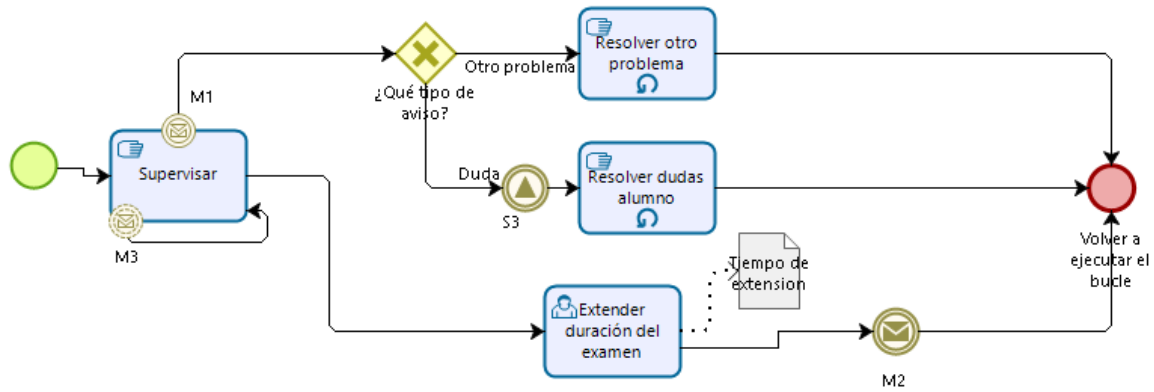 M1
¿Qué tipo de
aviso?
Otro problema
Resolver otro
problema
Supervisar
M3
Duda
S3
Resolver dudas
alumno
Volver a
ejecutar el
bucle
Tiempo de
extension
Extender
duración del
examen
M2